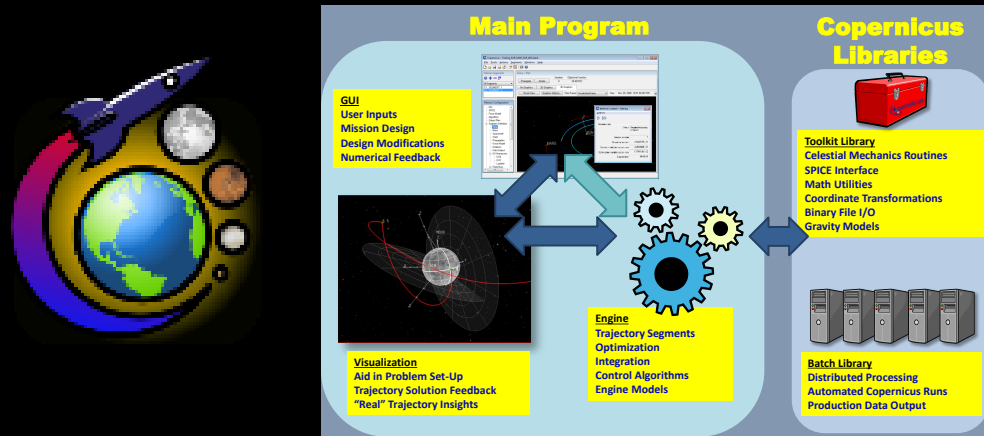 Main Program
Copernicus
Libraries
GUI
User Inputs
Mission Design
Design Modifications
Numerical Feedback
Toolkit Library
Celestial Mechanics Routines
SPICE Interface
Math Utilities
Coordinate Transformations
Binary File I/O
Gravity Models
Visualization
Aid in Problem Set-Up
Trajectory Solution Feedback
“Real” Trajectory Insights
Engine
Trajectory Segments
Optimization
Integration
Control Algorithms
Engine Models
Batch Library
Distributed Processing
Automated Copernicus Runs
Production Data Output